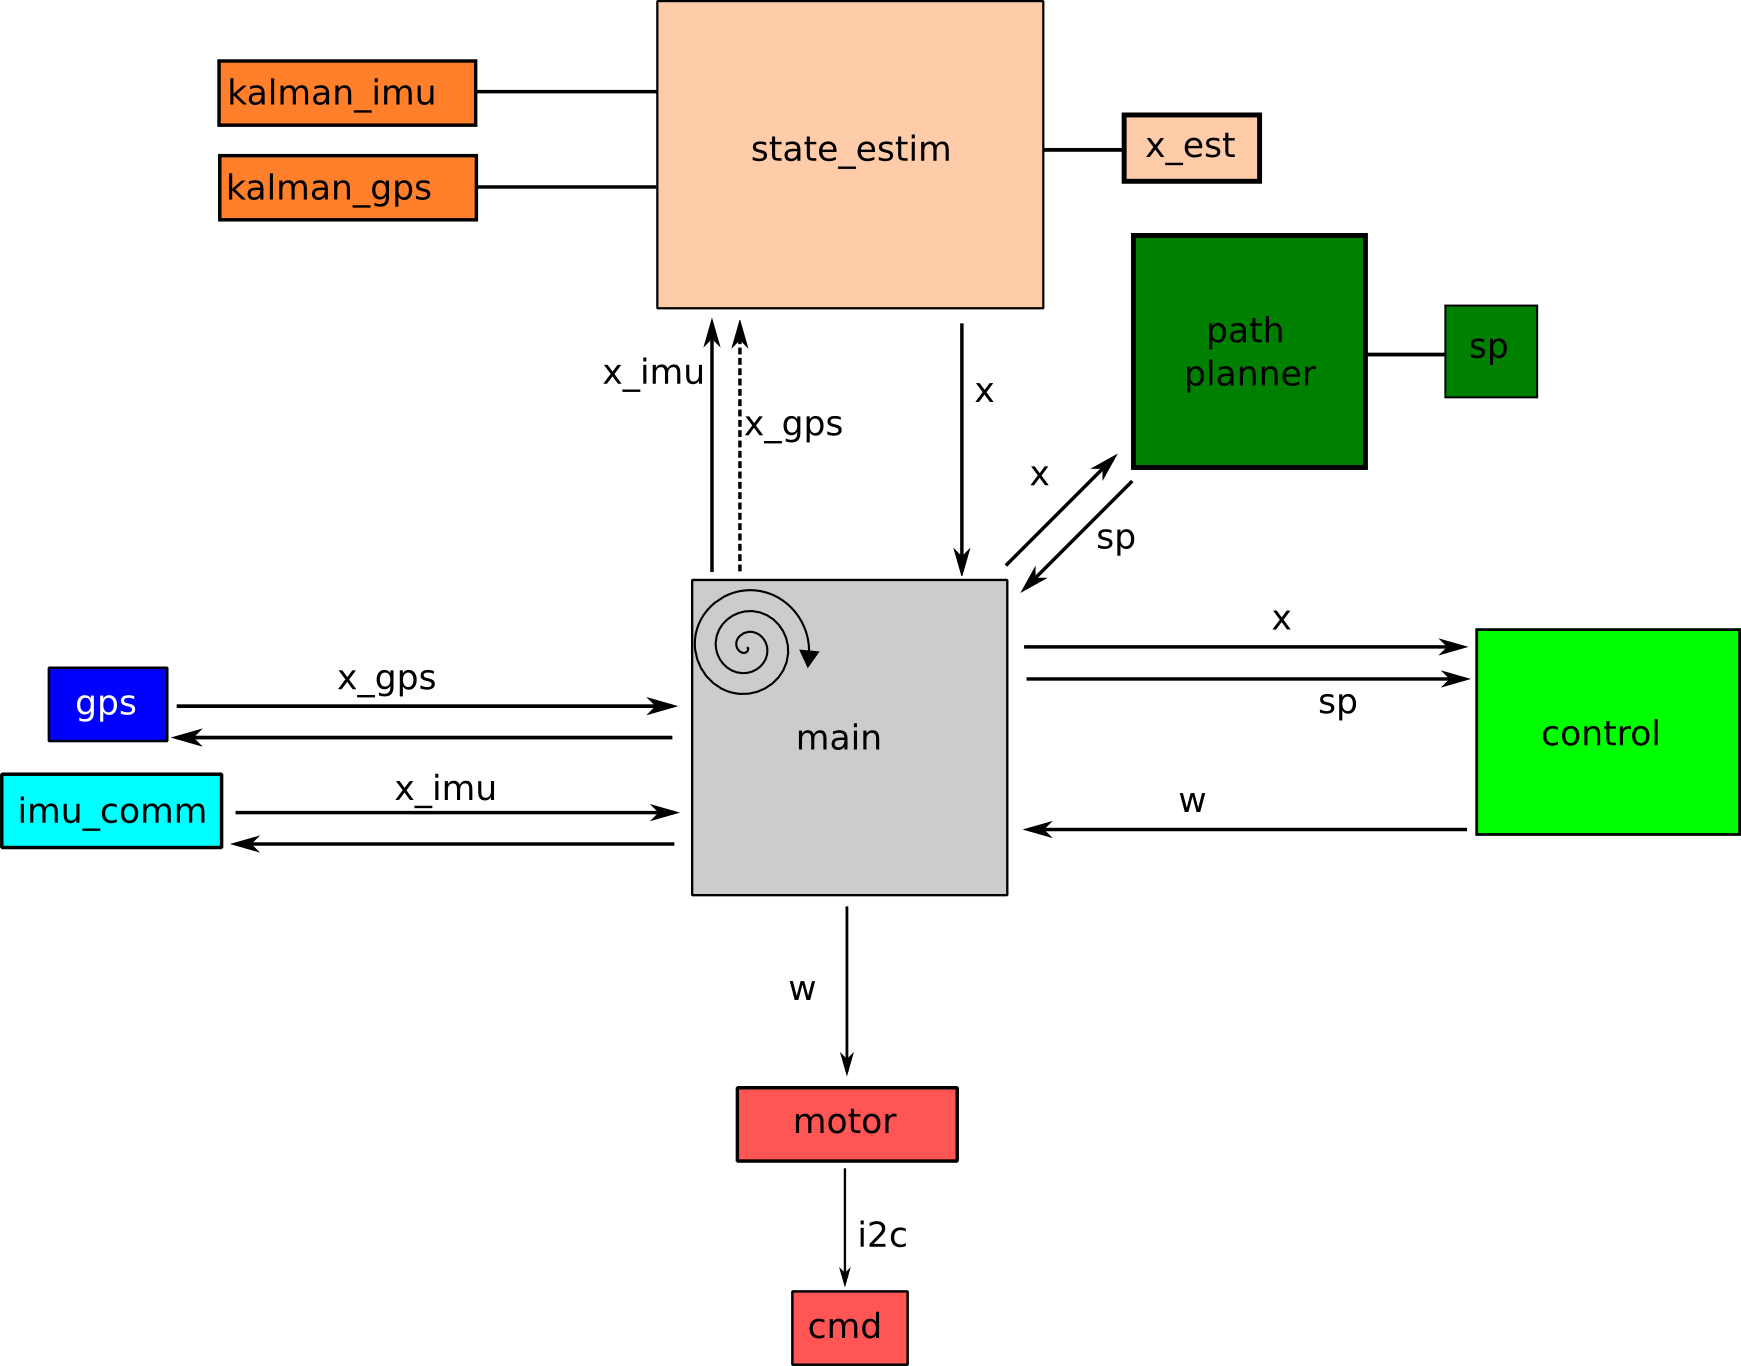 kalman_imu
state_estim
x_est
kalman_gps
path
planner
sp
x_imu
x
x_gps
x
sp
x
gps
x_gps
sp
main
control
imu_comm
x_imu
w
w
motor
i2c
cmd